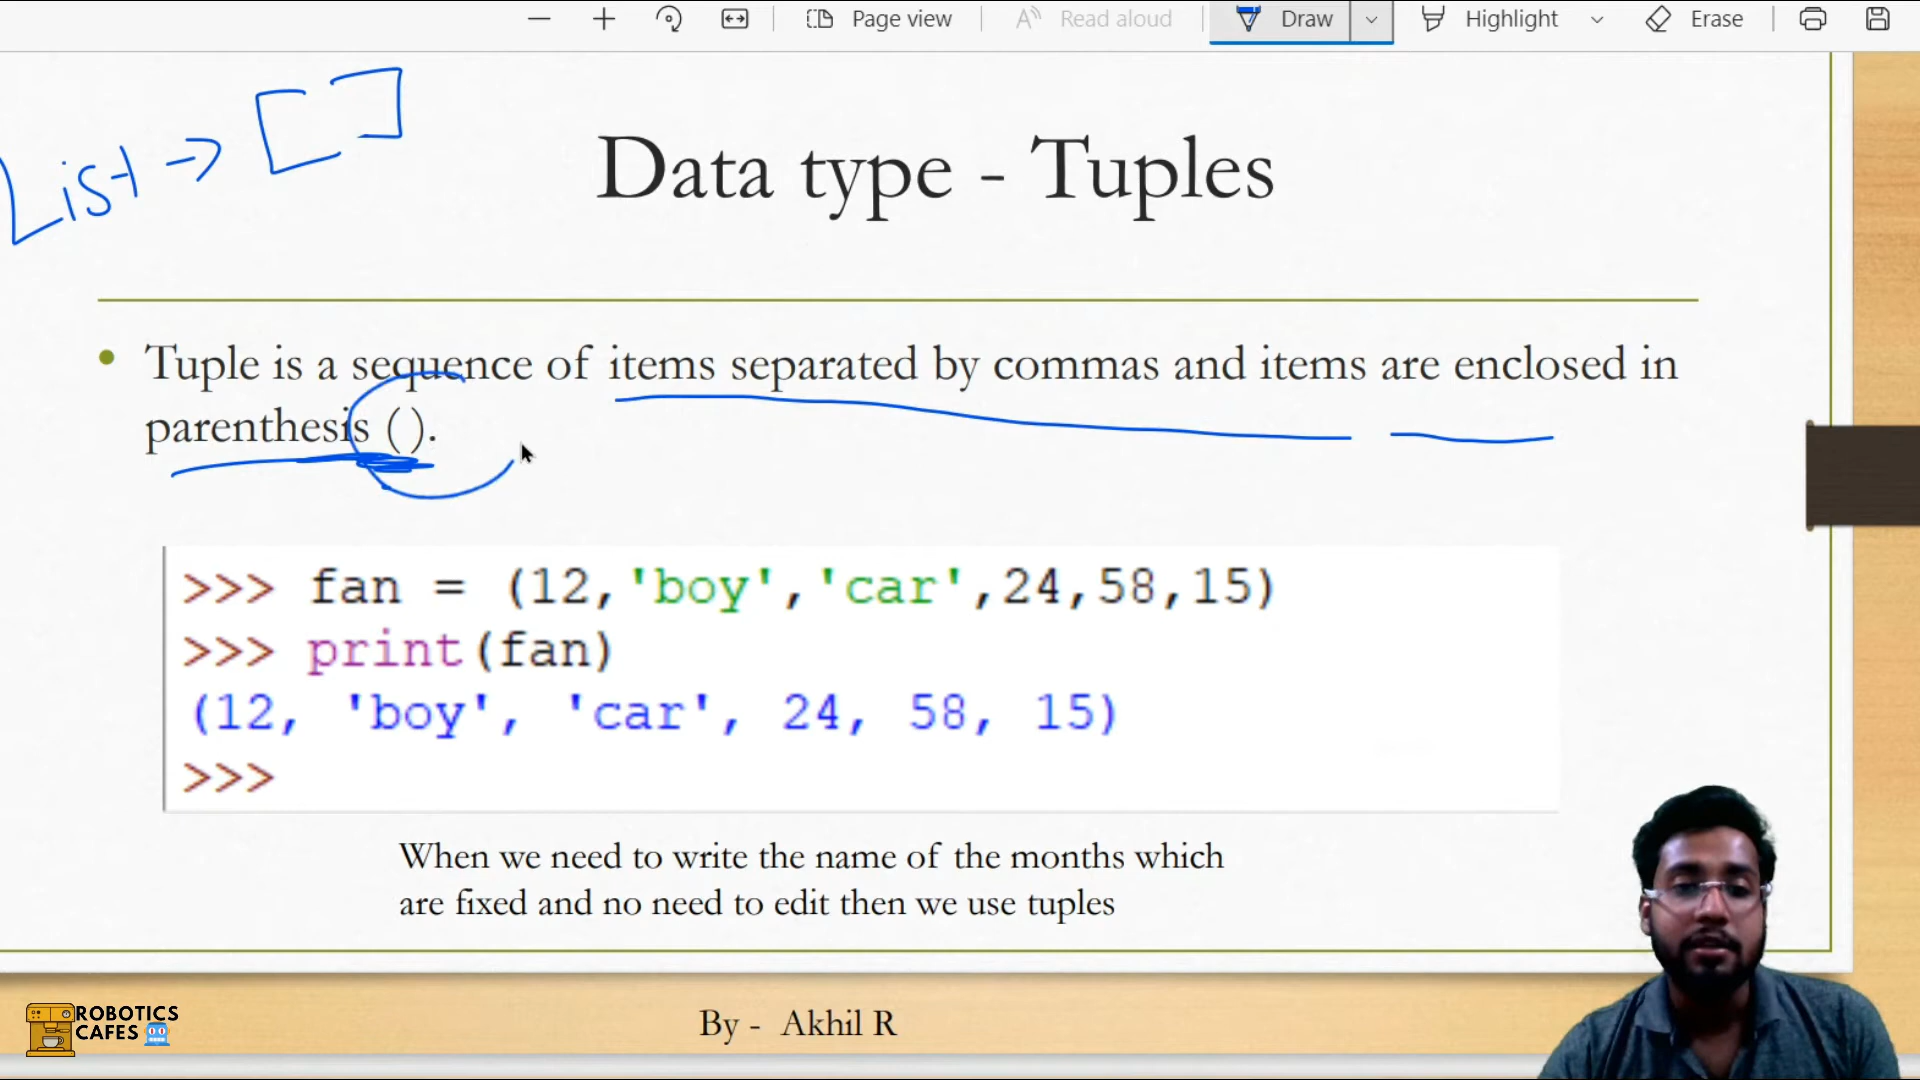 Page view
Read aloud
Draw
Highlight
Erase
List → [ ]
Data type - Tuples
Tuple is a sequence of items separated by commas and items are enclosed in
parenthesis ( ).
>>> fan = (12,'boy','car',24,58,15)
>>> print(fan)
(12, 'boy', 'car', 24, 58, 15)
>>>
When we need to write the name of the months which
are fixed and no need to edit then we use tuples
ROBOTICS
CAFES
By - Akhil R